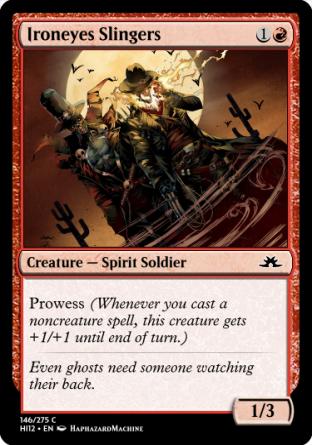 Ironeyes Slingers 1
Creature — Spirit Soldier
Prowess (Whenever you cast a
noncreature spell, this creature gets
+1/+1 until end of turn.)
Even ghosts need someone watching
their back.
146/275 C
HI12 • EN HaphazardMachine
1/3